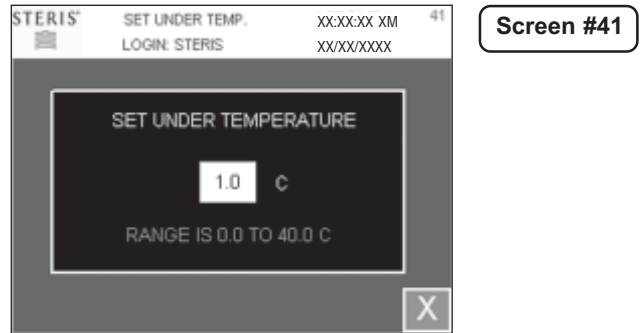 STERIS® SET UNDER TEMP. XX:XX:XX XM 41
LOGIN: STERIS XX/XX/XXXX
Screen #41
SET UNDER TEMPERATURE
1.0 C
RANGE IS 0.0 TO 40.0 C
X